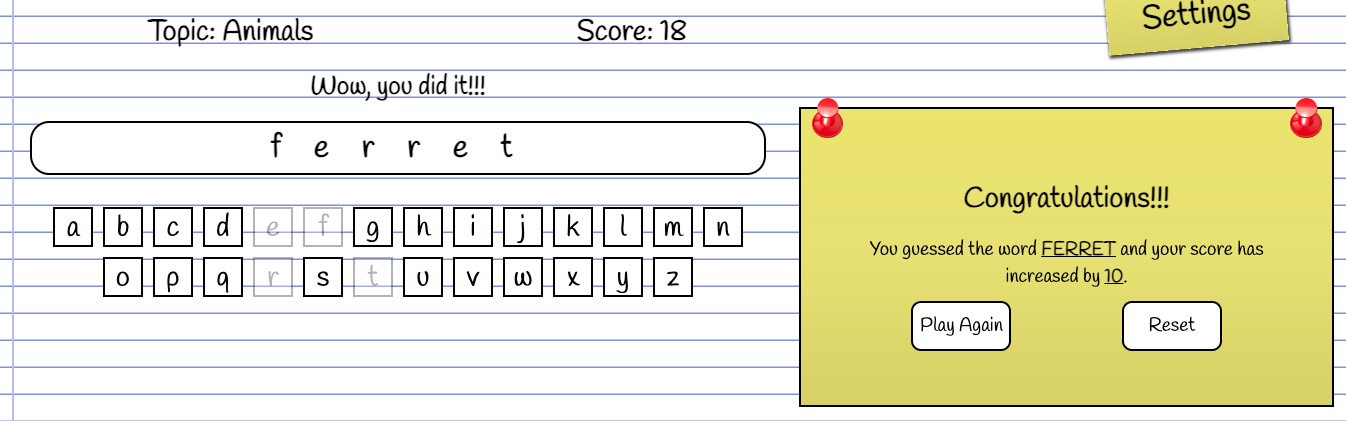 Topic: Animals
Score: 18
Settings
Wow, you did it!!!
f e r r e t
a b c d e f g h i j k l m n
o p q r s t u v w x y z
Congratulations!!!
You guessed the word FERRET and your score has
increased by 10.
Play Again
Reset